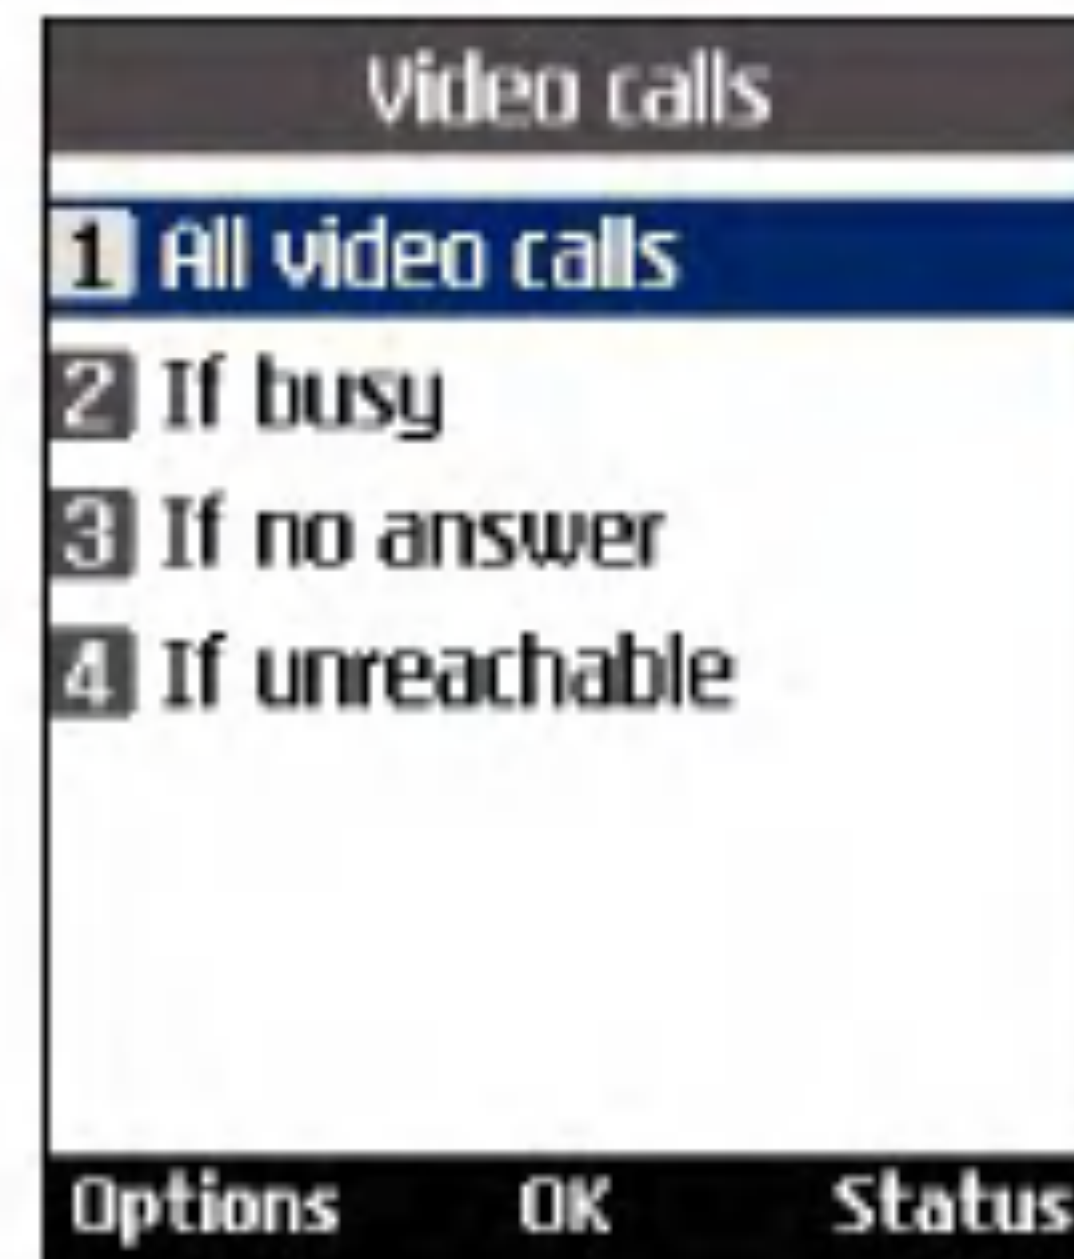 Video calls
1 All video calls
2 If busy
3 If no answer
4 If unreachable
Options OK Status